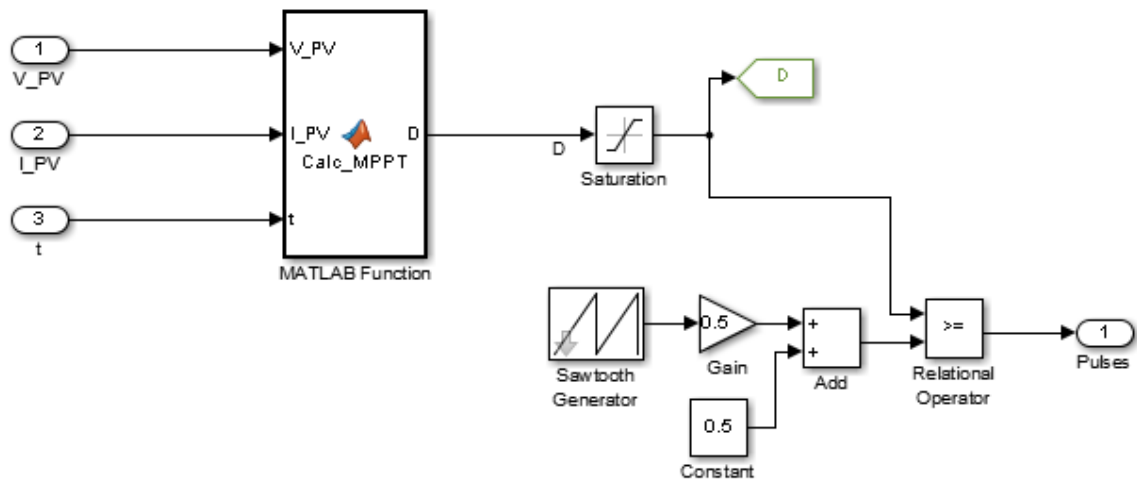 1
V_PV
2
I_PV
3
t
V_PV
I_PV
D
Calc_MPPT
t
MATLAB Function
D
Saturation
D
Sawtooth
Generator
0.5
Gain
0.5
Constant
+
+
Add
>=
Relational
Operator
1
Pulses